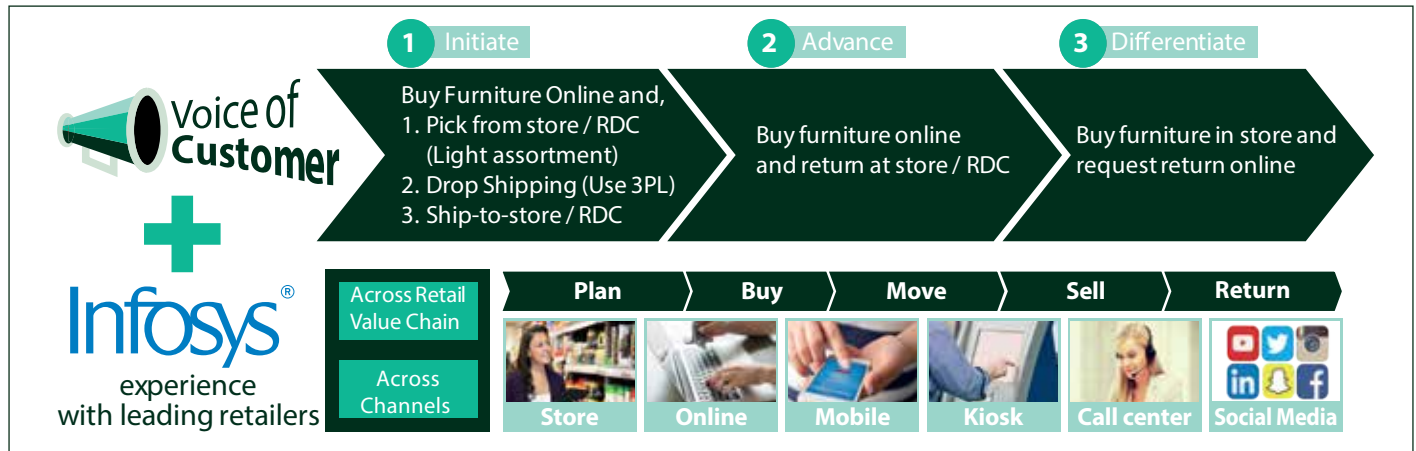 1 Initiate
2 Advance
3 Differentiate
Voice of
Customer
Buy Furniture Online and,
1. Pick from store / RDC
(Light assortment)
2. Drop Shipping (Use 3PL)
3. Ship-to-store / RDC
Buy furniture online
and return at store / RDC
Buy furniture in store and
request return online
Infosys®
experience
with leading retailers
Across Retail
Value Chain
Plan Buy Move Sell Return
Across
Channels
Store Online Mobile Kiosk Call center Social Media